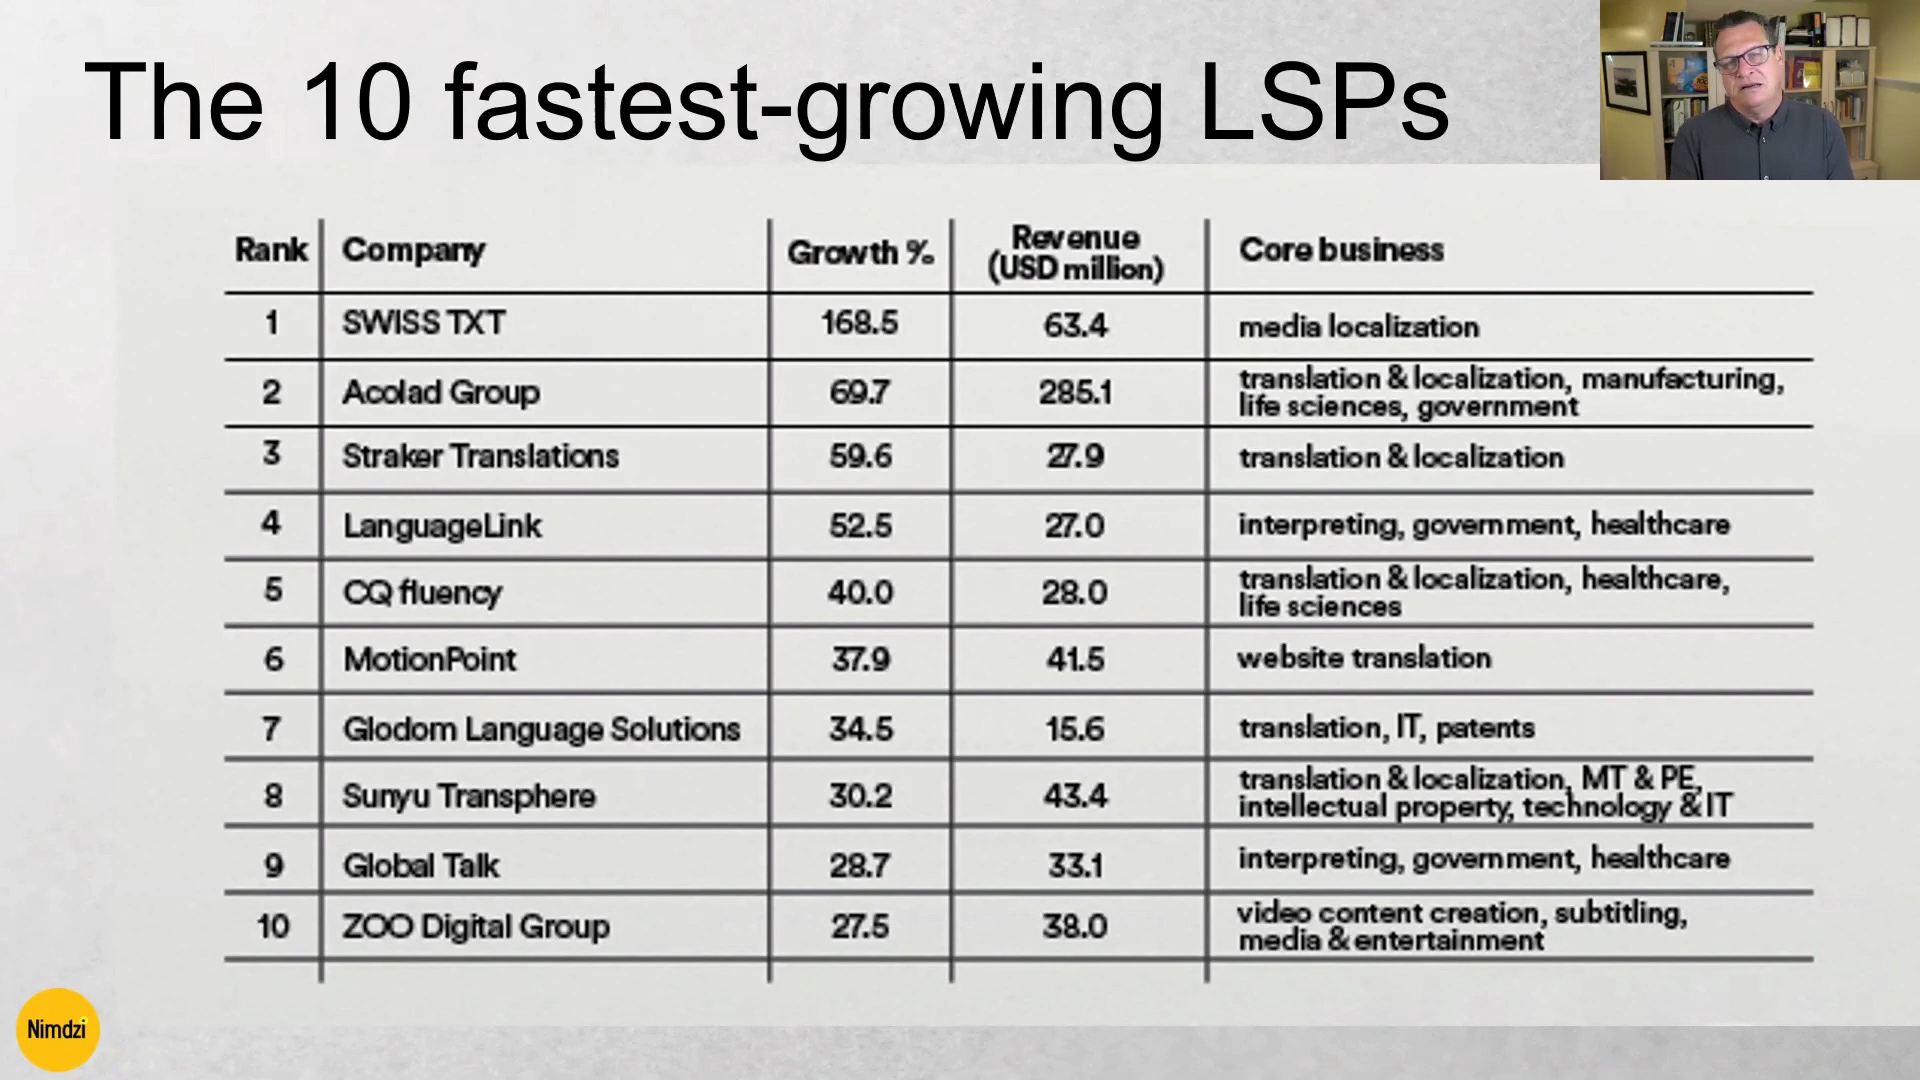 The 10 fastest-growing LSPs
Rank Company Growth % Revenue (USD million) Core business
1 SWISS TXT 168.5 63.4 media localization
2 Acolad Group 69.7 285.1 translation & localization, manufacturing,
life sciences, government
3 Straker Translations 59.6 27.9 translation & localization
4 LanguageLink 52.5 27.0 interpreting, government, healthcare
5 CQ fluency 40.0 28.0 translation & localization, healthcare,
life sciences
6 MotionPoint 37.9 41.5 website translation
7 Glodom Language Solutions 34.5 15.6 translation, IT, patents
8 Sunyu Transphere 30.2 43.4 translation & localization, MT & PE,
intellectual property, technology & IT
9 Global Talk 28.7 33.1 interpreting, government, healthcare
10 ZOO Digital Group 27.5 38.0 video content creation, subtitling,
media & entertainment
Nimdzi